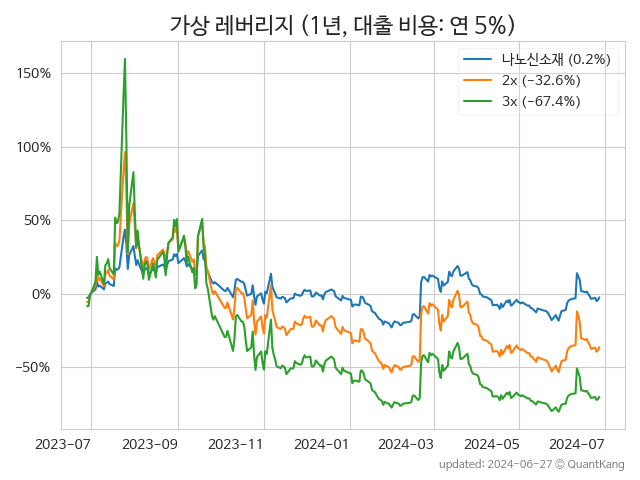 가상 레버리지 (1년, 대출 비용: 연 5%)
나노신소재 (0.2%)
2x (−32.6%)
3x (−67.4%)
150%
100%
50%
0%
−50%
2023-07 2023-09 2023-11 2024-01 2024-03 2024-05 2024-07
updated: 2024-06-27 © QuantKang